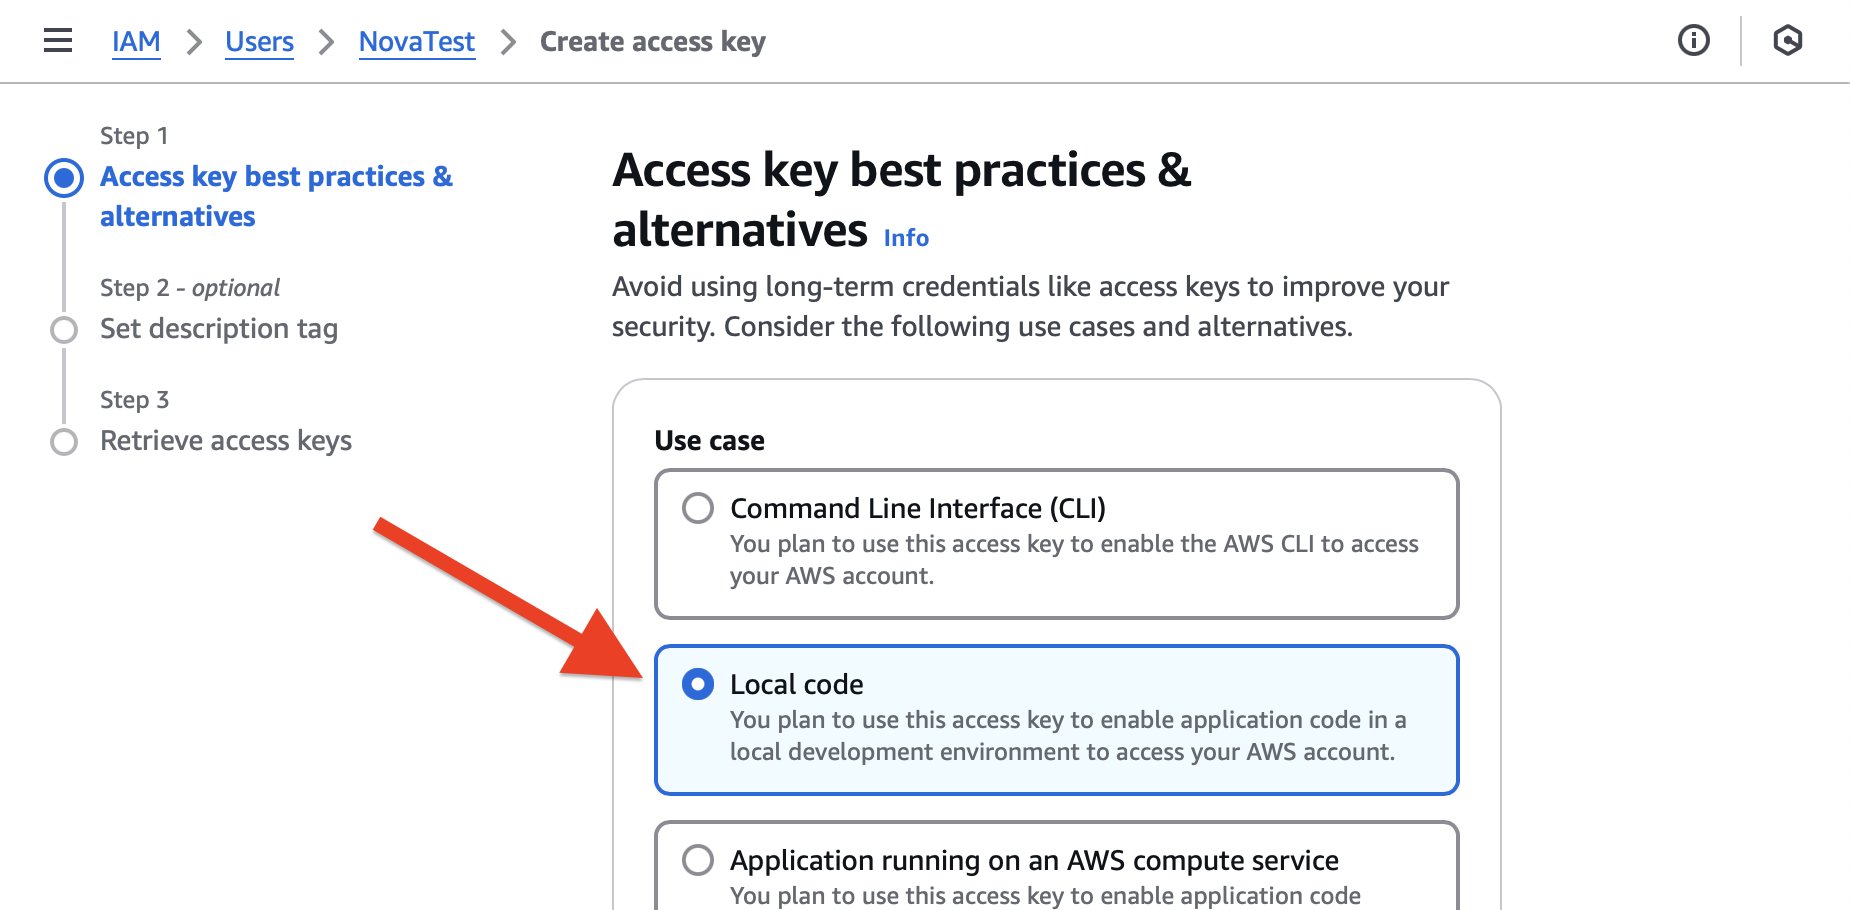 IAM > Users > NovaTest > Create access key
Step 1
Access key best practices &
alternatives
Step 2 - optional
Set description tag
Step 3
Retrieve access keys
Access key best practices &
alternatives Info
Avoid using long-term credentials like access keys to improve your
security. Consider the following use cases and alternatives.
Use case
Command Line Interface (CLI)
You plan to use this access key to enable the AWS CLI to access
your AWS account.
Local code
You plan to use this access key to enable application code in a
local development environment to access your AWS account.
Application running on an AWS compute service
You plan to use this access key to enable application code